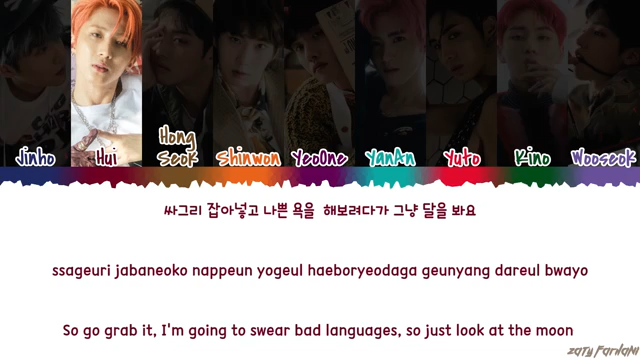 Jinho Hui Hong Seok Shinwon YeoOne YanAn Yuto Kino Wooseok
싸그리 잡아넣고 나쁜 욕을 해보려다가 그냥 달을 봐요
ssageuri jabaneoko nappeun yogeul haeboryeodaga geunyang dareul bwayo
So go grab it, I'm going to swear bad languages, so just look at the moon
ZaTy FarhaNi